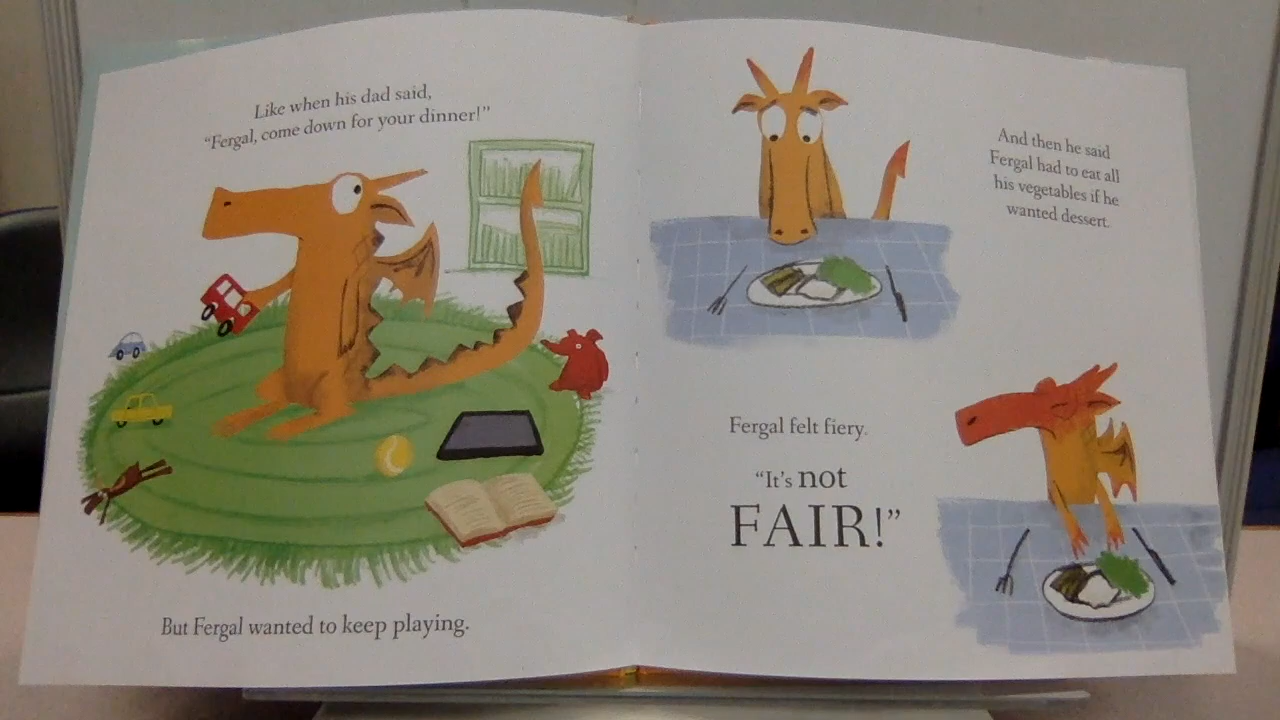 Like when his dad said,
“Fergal, come down for your dinner!”
But Fergal wanted to keep playing.
And then he said
Fergal had to eat all
his vegetables if he
wanted dessert.
Fergal felt fiery.
“It’s not
FAIR!”